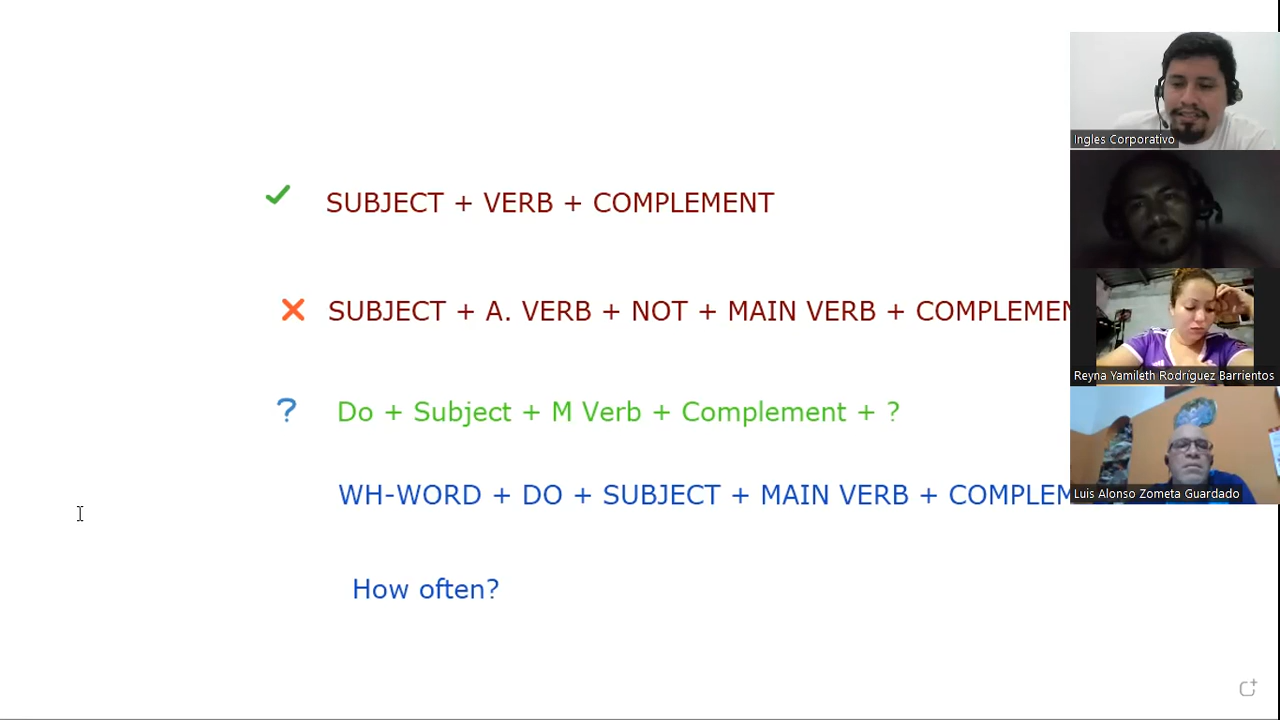 SUBJECT + VERB + COMPLEMENT
SUBJECT + A. VERB + NOT + MAIN VERB + COMPLEMEN
? Do + Subject + M Verb + Complement + ?
WH-WORD + DO + SUBJECT + MAIN VERB + COMPLEM
How often?
Ingles Corporativo
Reyna Yamileth Rodríguez Barrientos
Luis Alonso Zometa Guardado